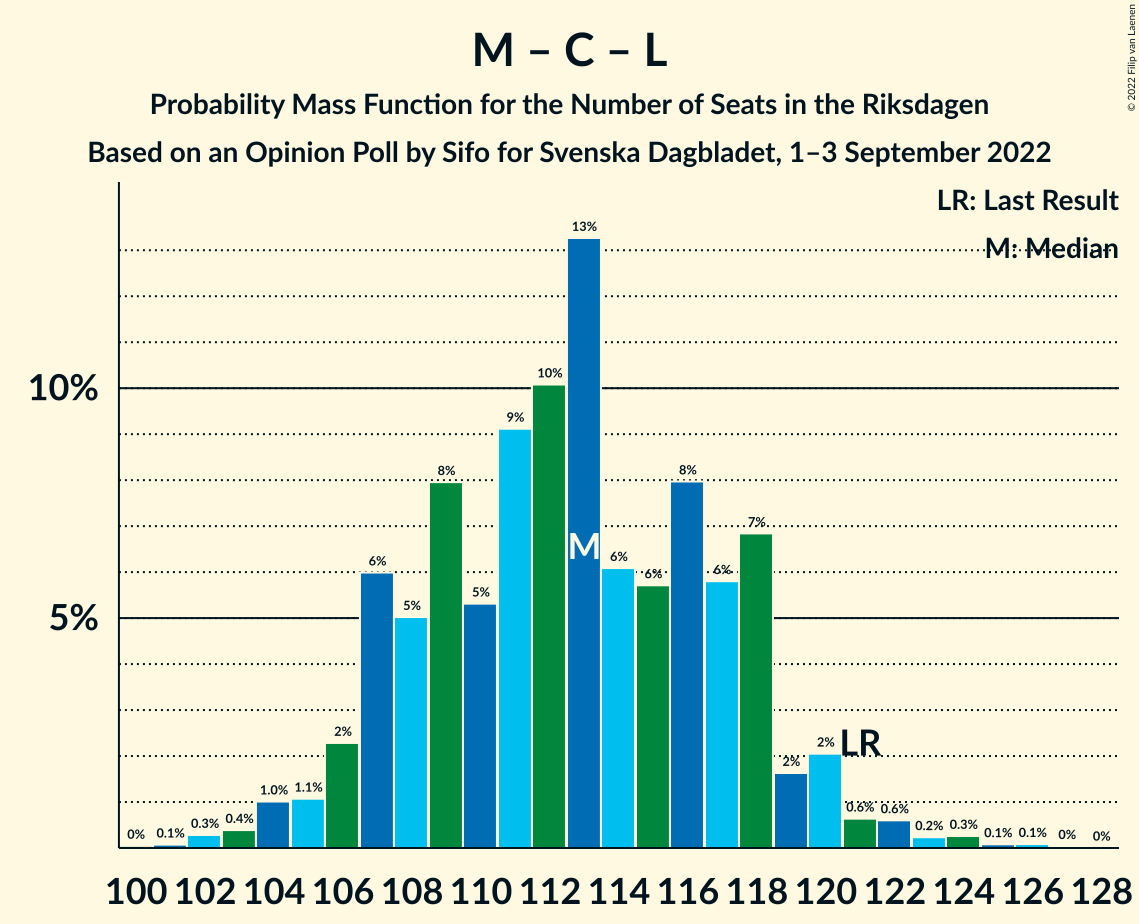 M – C – L
Probability Mass Function for the Number of Seats in the Riksdagen
Based on an Opinion Poll by Sifo for Svenska Dagbladet, 1–3 September 2022
© 2022 Filip van Laenen
LR: Last Result
M: Median
10%
5%
0% 0.1% 0.3% 0.4% 1.0% 1.1% 2% 6% 5% 8% 5% 9% 10% 13% 6% 6% 8% 6% 7% 2% 2% 0.6% 0.6% 0.2% 0.3% 0.1% 0.1% 0% 0%
M
LR
100 102 104 106 108 110 112 114 116 118 120 122 124 126 128